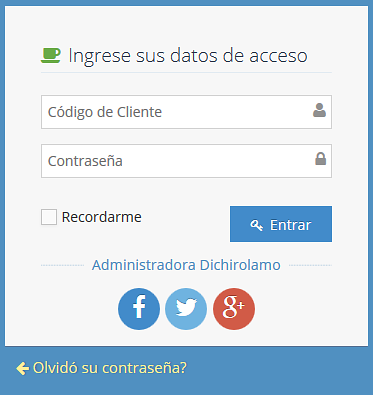 Ingrese sus datos de acceso
Código de Cliente
Contraseña
Recordarme
Entrar
Administradora Dichirolamo
Olvidó su contraseña?